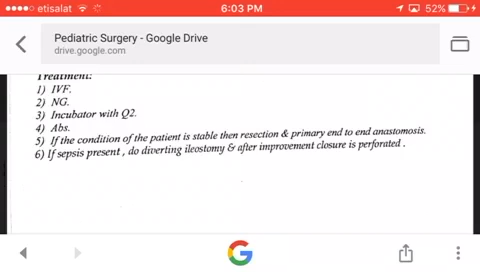 etisalat 6:03 PM 52%
Pediatric Surgery - Google Drive
drive.google.com
Treatment:
1) IVF.
2) NG.
3) Incubator with Q2.
4) Abs.
5) If the condition of the patient is stable then resection & primary end to end anastomosis.
6) If sepsis present , do diverting ileostomy & after improvement closure is perforated .
G